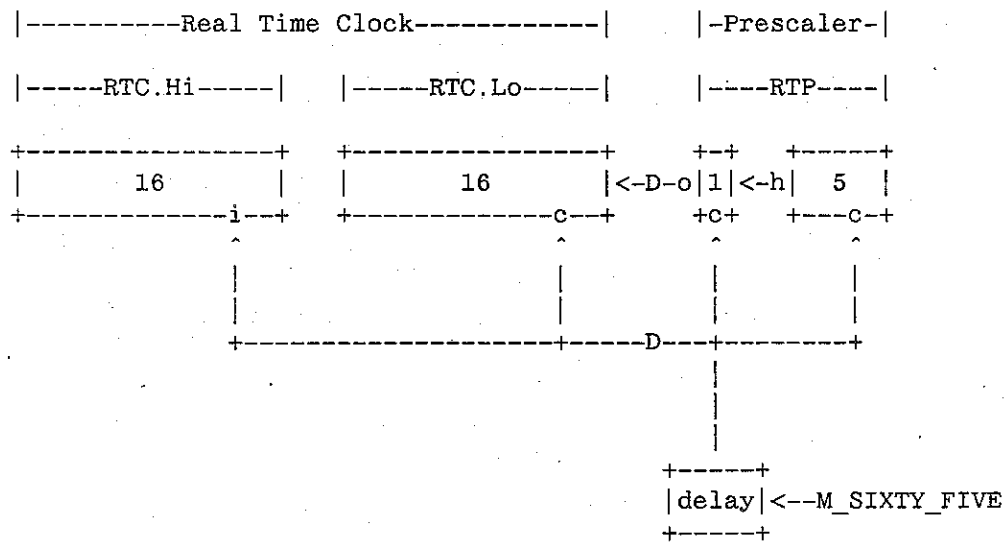 |----------Real Time Clock------------|      |-Prescaler-|
|-----RTC.Hi-----|   |-----RTC.Lo-----|      |----RTP----|
+----------------+   +----------------+     +-+   +-----+
|       16       |   |       16       |<-D-o|1|<-h|  5  |
+-------------i--+   +-------------c--+     +c+   +---c-+
^ ^ ^ ^
| | | |
| | | |
+--------------------+-----D----+--------+
|
|
|
+-----+
|delay|<--M_SIXTY_FIVE
+-----+